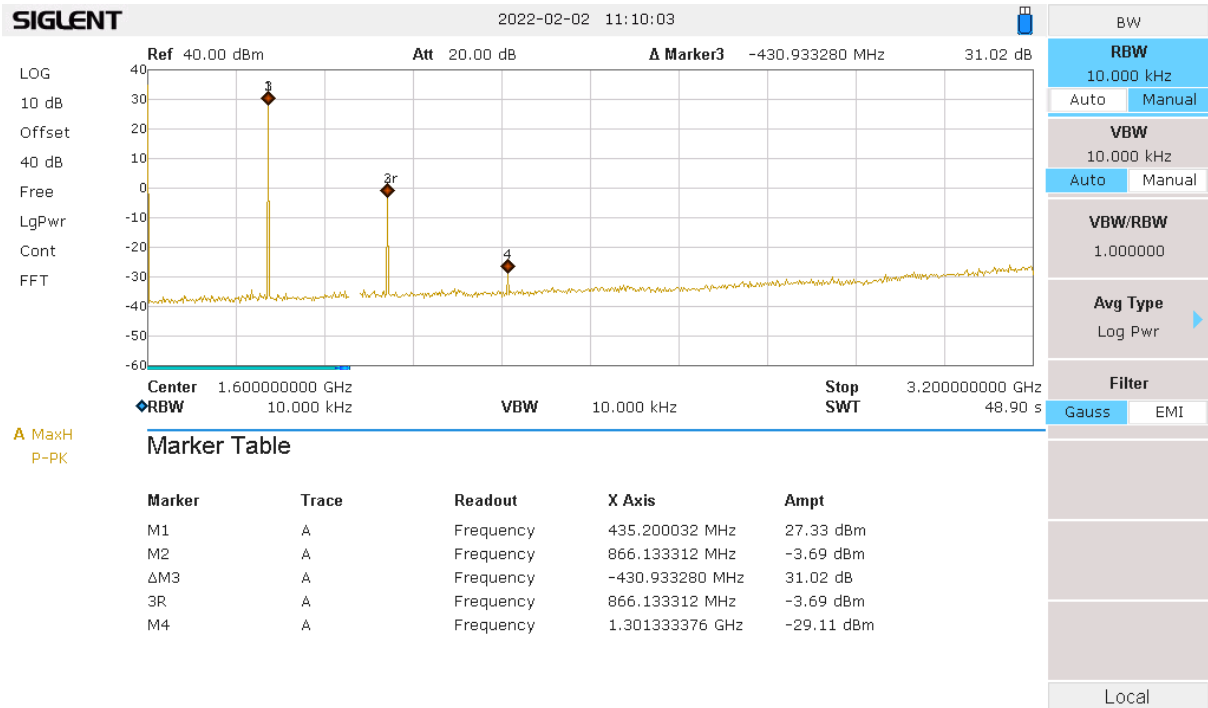 SIGLENT 2022-02-02 11:10:03
BW
Ref 40.00 dBm Att 20.00 dB Δ Marker3 -430.933280 MHz 31.02 dB
LOG
10 dB
Offset
40 dB
Free
LgPwr
Cont
FFT
40
30
20
10
0
-10
-20
-30
-40
-50
-60
3
3r
4
Center 1.600000000 GHz Stop 3.200000000 GHz
RBW 10.000 kHz VBW 10.000 kHz SWT 48.90 s
A MaxH
P-PK
Marker Table
Marker Trace Readout X Axis Ampt
M1 A Frequency 435.200032 MHz 27.33 dBm
M2 A Frequency 866.133312 MHz -3.69 dBm
ΔM3 A Frequency -430.933280 MHz 31.02 dB
3R A Frequency 866.133312 MHz -3.69 dBm
M4 A Frequency 1.301333376 GHz -29.11 dBm
RBW
10.000 kHz
Auto Manual
VBW
10.000 kHz
Auto Manual
VBW/RBW
1.000000
Avg Type
Log Pwr
Filter
Gauss EMI
Local